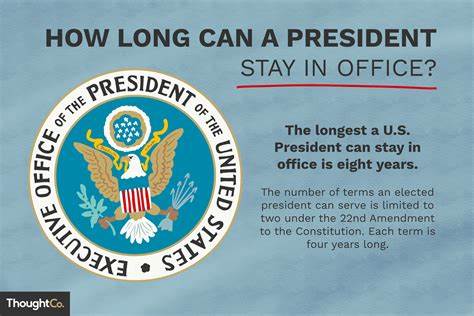 HOW LONG CAN A PRESIDENT
STAY IN OFFICE?
EXECUTIVE OFFICE OF THE PRESIDENT OF THE UNITED STATES
The longest a U.S.
President can stay in
office is eight years.
The number of terms an elected
president can serve is limited to
two under the 22nd Amendment
to the Constitution. Each term is
four years long.
ThoughtCo.